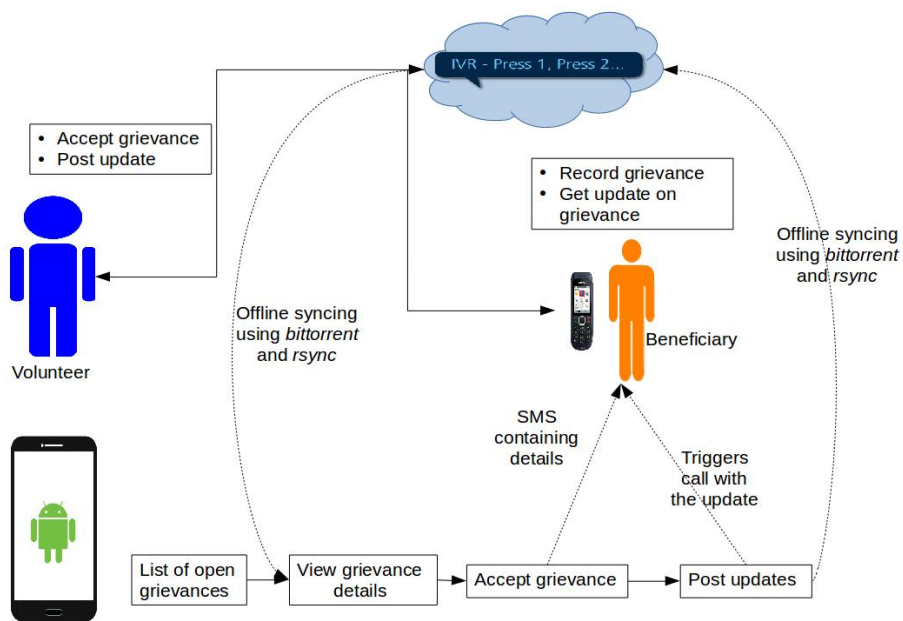 IVR - Press 1, Press 2...
• Accept grievance
• Post update
• Record grievance
• Get update on
grievance
Volunteer
Offline syncing
using bittorrent
and rsync
Beneficiary
Offline syncing
using bittorrent
and rsync
SMS
containing
details
Triggers
call with
the update
List of open
grievances
View grievance
details
Accept grievance
Post updates